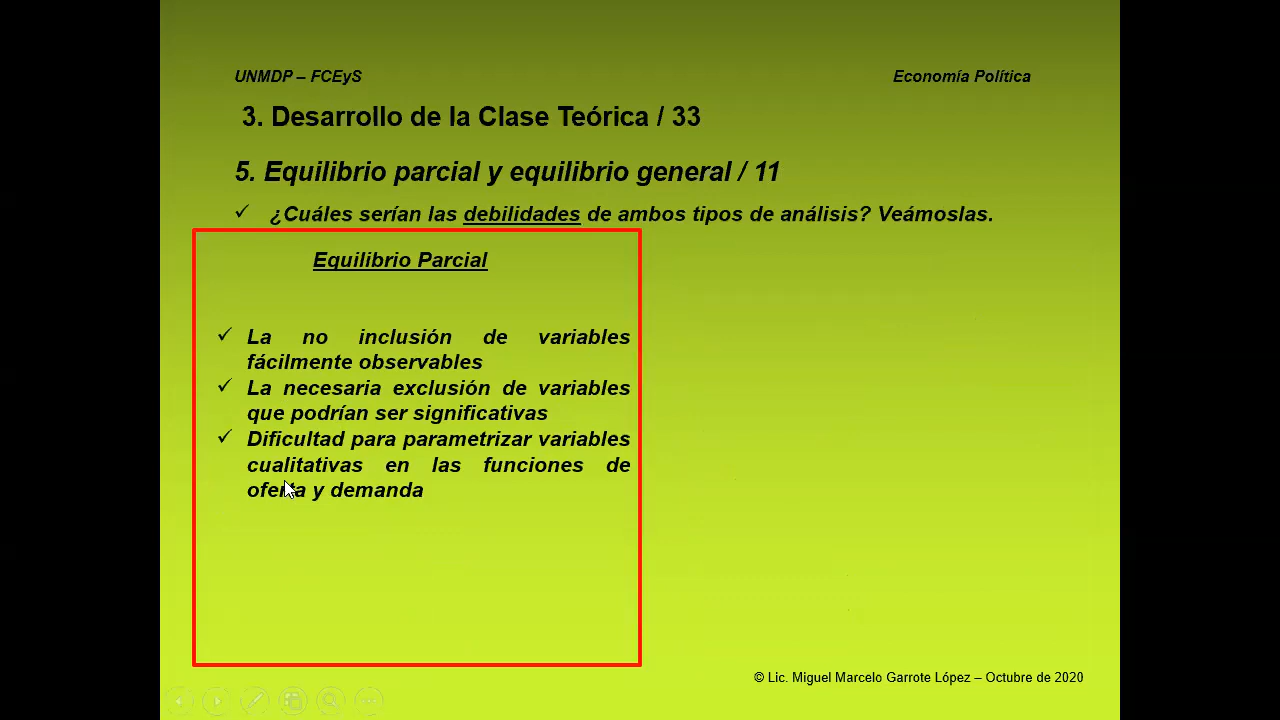 UNMDP – FCEyS
Economía Política
3. Desarrollo de la Clase Teórica / 33
5. Equilibrio parcial y equilibrio general / 11
✓ ¿Cuáles serían las debilidades de ambos tipos de análisis? Veámoslas.
Equilibrio Parcial
✓ La no inclusión de variables
fácilmente observables
✓ La necesaria exclusión de variables
que podrían ser significativas
✓ Dificultad para parametrizar variables
cualitativas en las funciones de
oferta y demanda
© Lic. Miguel Marcelo Garrote López – Octubre de 2020